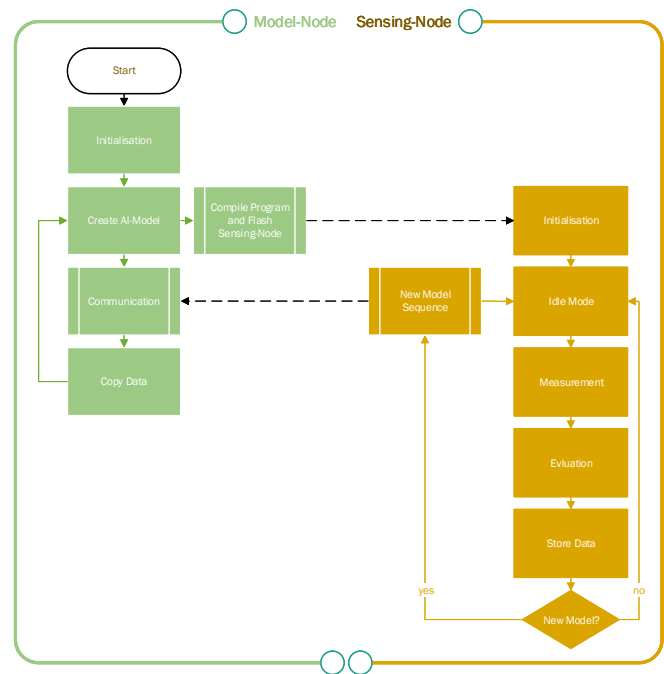 Model-Node
Sensing-Node
Start
Initialisation
Create AI-Model
Compile Program
and Flash
Sensing-Node
Initialisation
Communication
New Model
Sequence
Idle Mode
Copy Data
Measurement
Evluation
Store Data
yes
no
New Model?